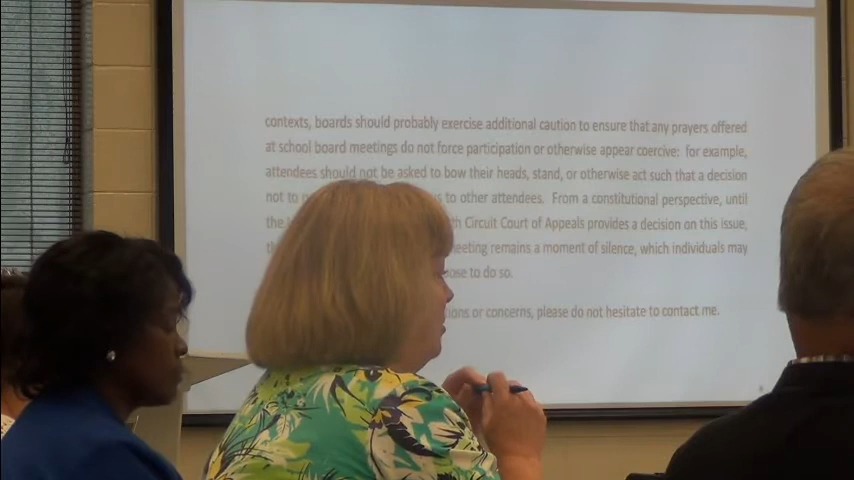 contexts, boards should probably exercise additional caution to ensure that any prayers offered
at school board meetings do not force participation or otherwise appear coercive: for example,
attendees should not be asked to bow their heads, stand, or otherwise act such that a decision
not to to other attendees. From a constitutional perspective, until
the Circuit Court of Appeals provides a decision on this issue,
meeting remains a moment of silence, which individuals may
to do so.
or concerns, please do not hesitate to contact me.